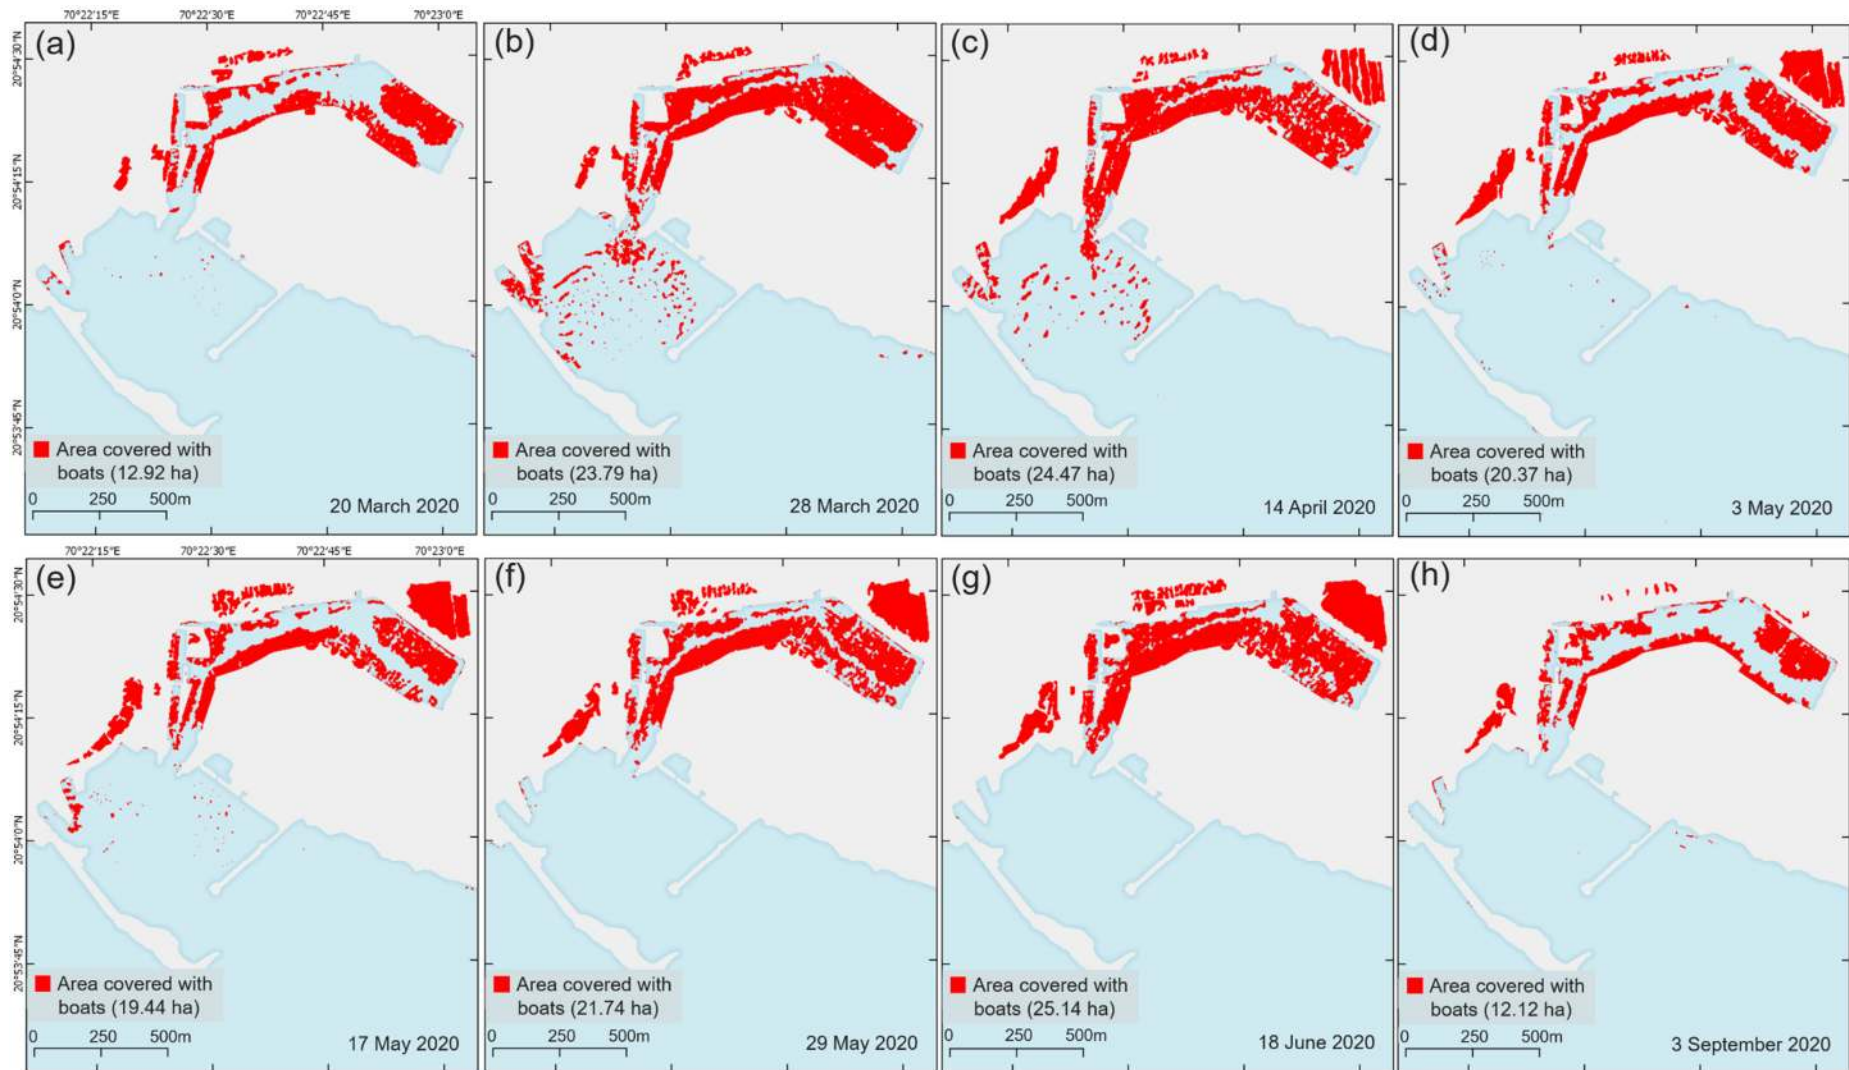 70°22'15"E 70°22'30"E 70°22'45"E 70°23'0"E
(a)
20°54'30"N
20°54'15"N
20°54'0"N
20°53'45"N
Area covered with
boats (12.92 ha)
0 250 500m
20 March 2020
(b)
Area covered with
boats (23.79 ha)
0 250 500m
28 March 2020
(c)
Area covered with
boats (24.47 ha)
0 250 500m
14 April 2020
(d)
Area covered with
boats (20.37 ha)
0 250 500m
3 May 2020
70°22'15"E 70°22'30"E 70°22'45"E 70°23'0"E
(e)
20°54'30"N
20°54'15"N
20°54'0"N
20°53'45"N
Area covered with
boats (19.44 ha)
0 250 500m
17 May 2020
(f)
Area covered with
boats (21.74 ha)
0 250 500m
29 May 2020
(g)
Area covered with
boats (25.14 ha)
0 250 500m
18 June 2020
(h)
Area covered with
boats (12.12 ha)
0 250 500m
3 September 2020